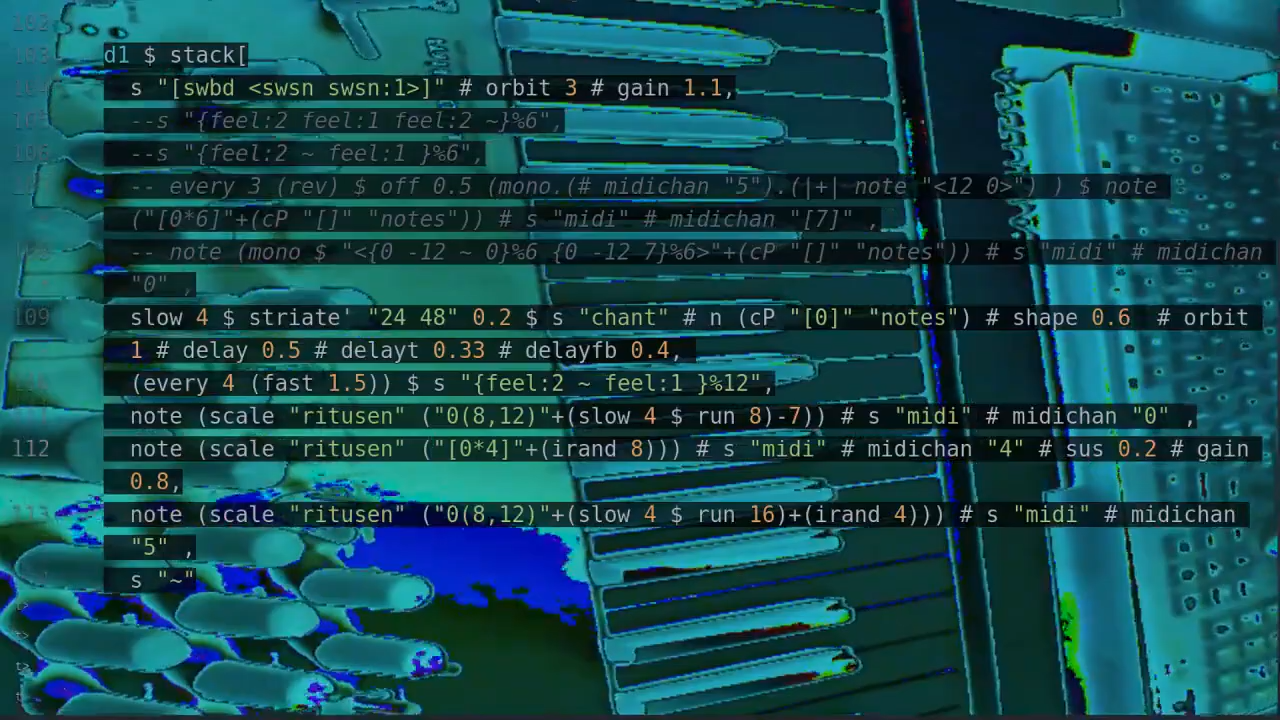 102
103 d1 $ stack[
104 s "[swbd <swsn swsn:1>]" # orbit 3 # gain 1.1,
105 --s "{feel:2 feel:1 feel:2 ~}%6",
106 --s "{feel:2 ~ feel:1 }%6",
-- every 3 (rev) $ off 0.5 (mono.(# midichan "5").(|+| note "<12 0>") ) $ note
("[0*6]"+(cP "[]" "notes")) # s "midi" # midichan "[7]" ,
-- note (mono $ "<{0 -12 ~ 0}%6 {0 -12 7}%6>"+(cP "[]" "notes")) # s "midi" # midichan
"0" ,
109 slow 4 $ striate' "24 48" 0.2 $ s "chant" # n (cP "[0]" "notes") # shape 0.6  # orbit
1 # delay 0.5 # delayt 0.33 # delayfb 0.4,
(every 4 (fast 1.5)) $ s "{feel:2 ~ feel:1 }%12",
note (scale "ritusen" ("0(8,12)"+(slow 4 $ run 8)-7)) # s "midi" # midichan "0" ,
112 note (scale "ritusen" ("[0*4]"+(irand 8))) # s "midi" # midichan "4" # sus 0.2 # gain
0.8,
113 note (scale "ritusen" ("0(8,12)"+(slow 4 $ run 16)+(irand 4))) # s "midi" # midichan
"5" ,
s "~"